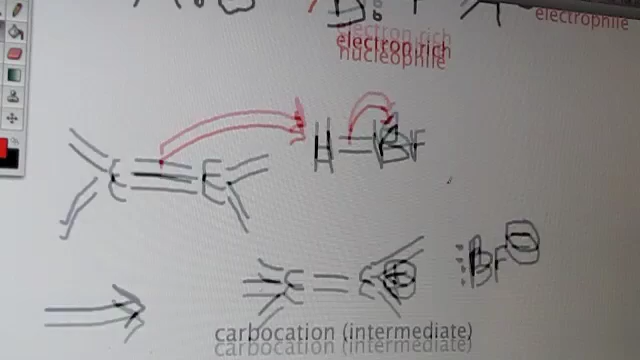 electrophile
electron rich
nucleophile
H Br
C C
C C + Br -
carbocation (intermediate)